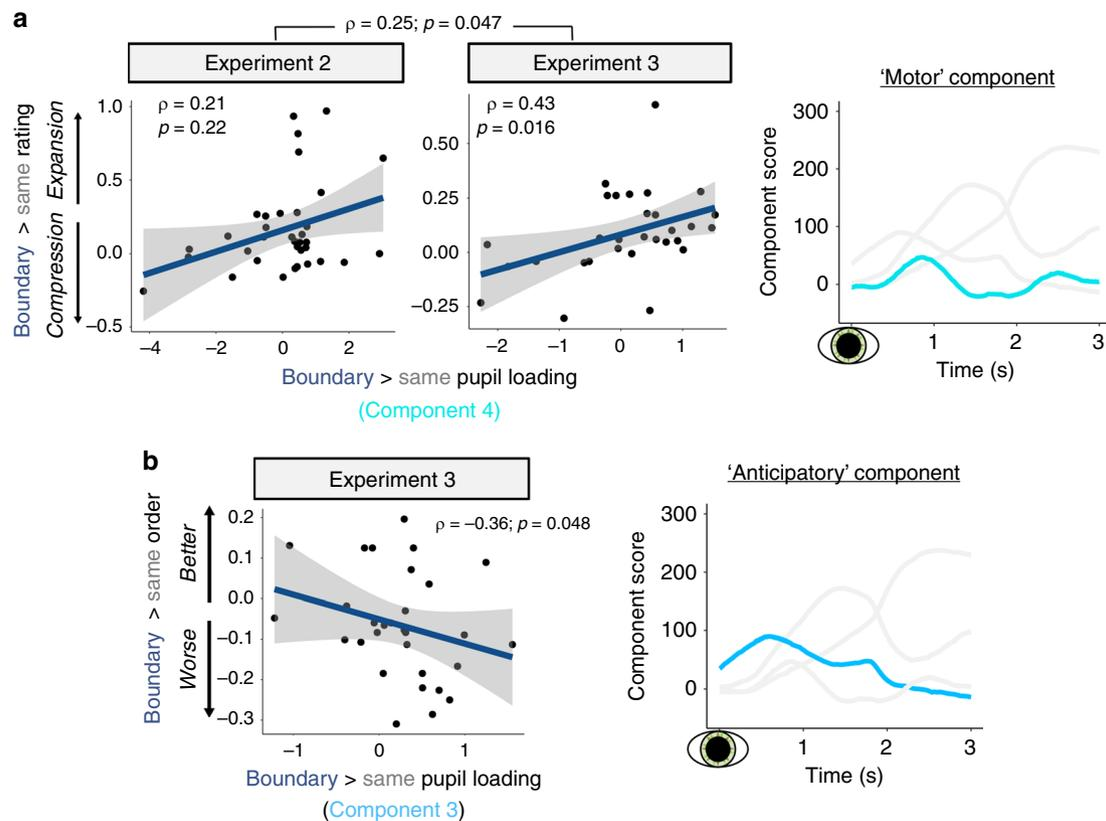 a
ρ = 0.25; p = 0.047
Experiment 2
Experiment 3
Boundary > same rating
Compression Expansion
ρ = 0.21
p = 0.22
1.0
0.5
0.0
−0.5
−4 −2 0 2
ρ = 0.43
p = 0.016
0.50
0.25
0.00
−0.25
−2 −1 0 1
Boundary > same pupil loading
(Component 4)
‘Motor’ component
Component score
300
200
100
0
1 2 3
Time (s)
b
Experiment 3
Boundary > same order
Worse Better
ρ = −0.36; p = 0.048
0.2
0.1
0.0
−0.1
−0.2
−0.3
−1 0 1
Boundary > same pupil loading
(Component 3)
‘Anticipatory’ component
Component score
300
200
100
0
1 2 3
Time (s)